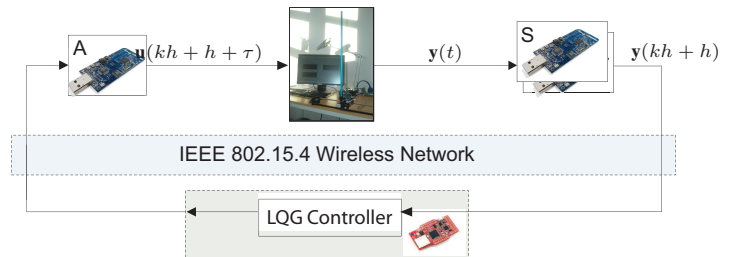 A
u(kh + h + τ)
y(t)
S
y(kh + h)
IEEE 802.15.4 Wireless Network
LQG Controller